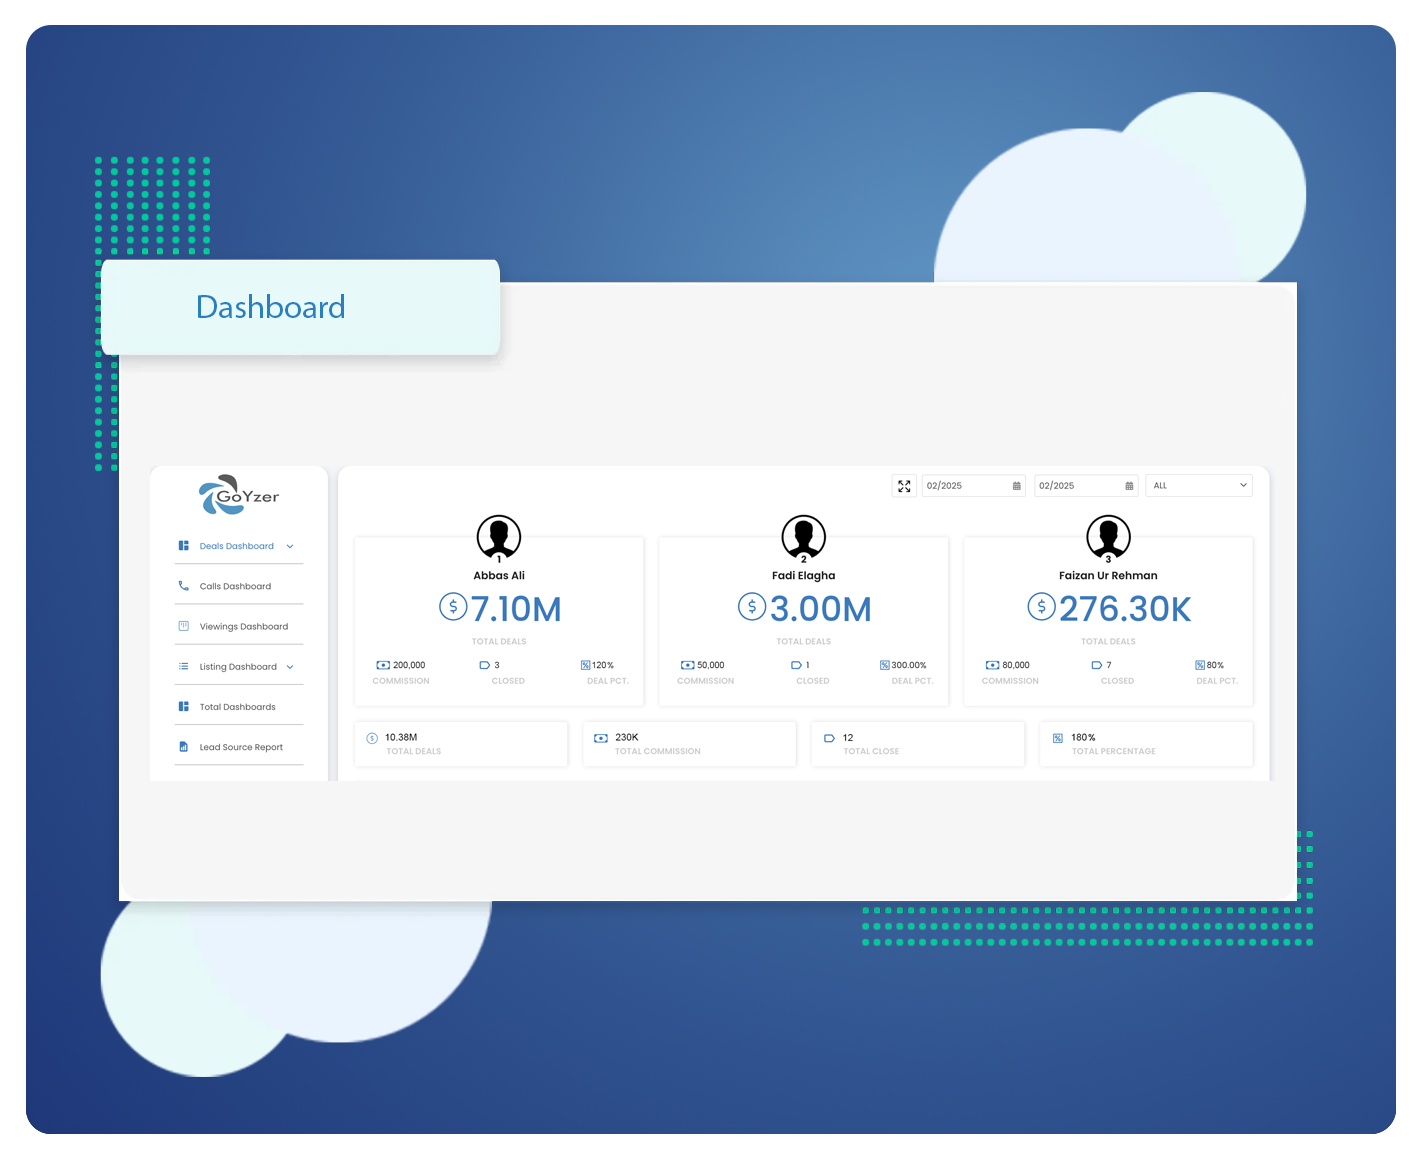 Dashboard
GoYzer
Deals Dashboard
Calls Dashboard
Viewings Dashboard
Listing Dashboard
Total Dashboards
Lead Source Report
02/2025
02/2025
ALL
1
Abbas Ali
$ 7.10M
TOTAL DEALS
200,000
3
120%
COMMISSION
CLOSED
DEAL PCT.
2
Fadi Elagha
$ 3.00M
TOTAL DEALS
50,000
1
300.00%
COMMISSION
CLOSED
DEAL PCT.
3
Faizan Ur Rehman
$ 276.30K
TOTAL DEALS
80,000
7
80%
COMMISSION
CLOSED
DEAL PCT.
$ 10.38M
TOTAL DEALS
230K
TOTAL COMMISSION
12
TOTAL CLOSE
180%
TOTAL PERCENTAGE